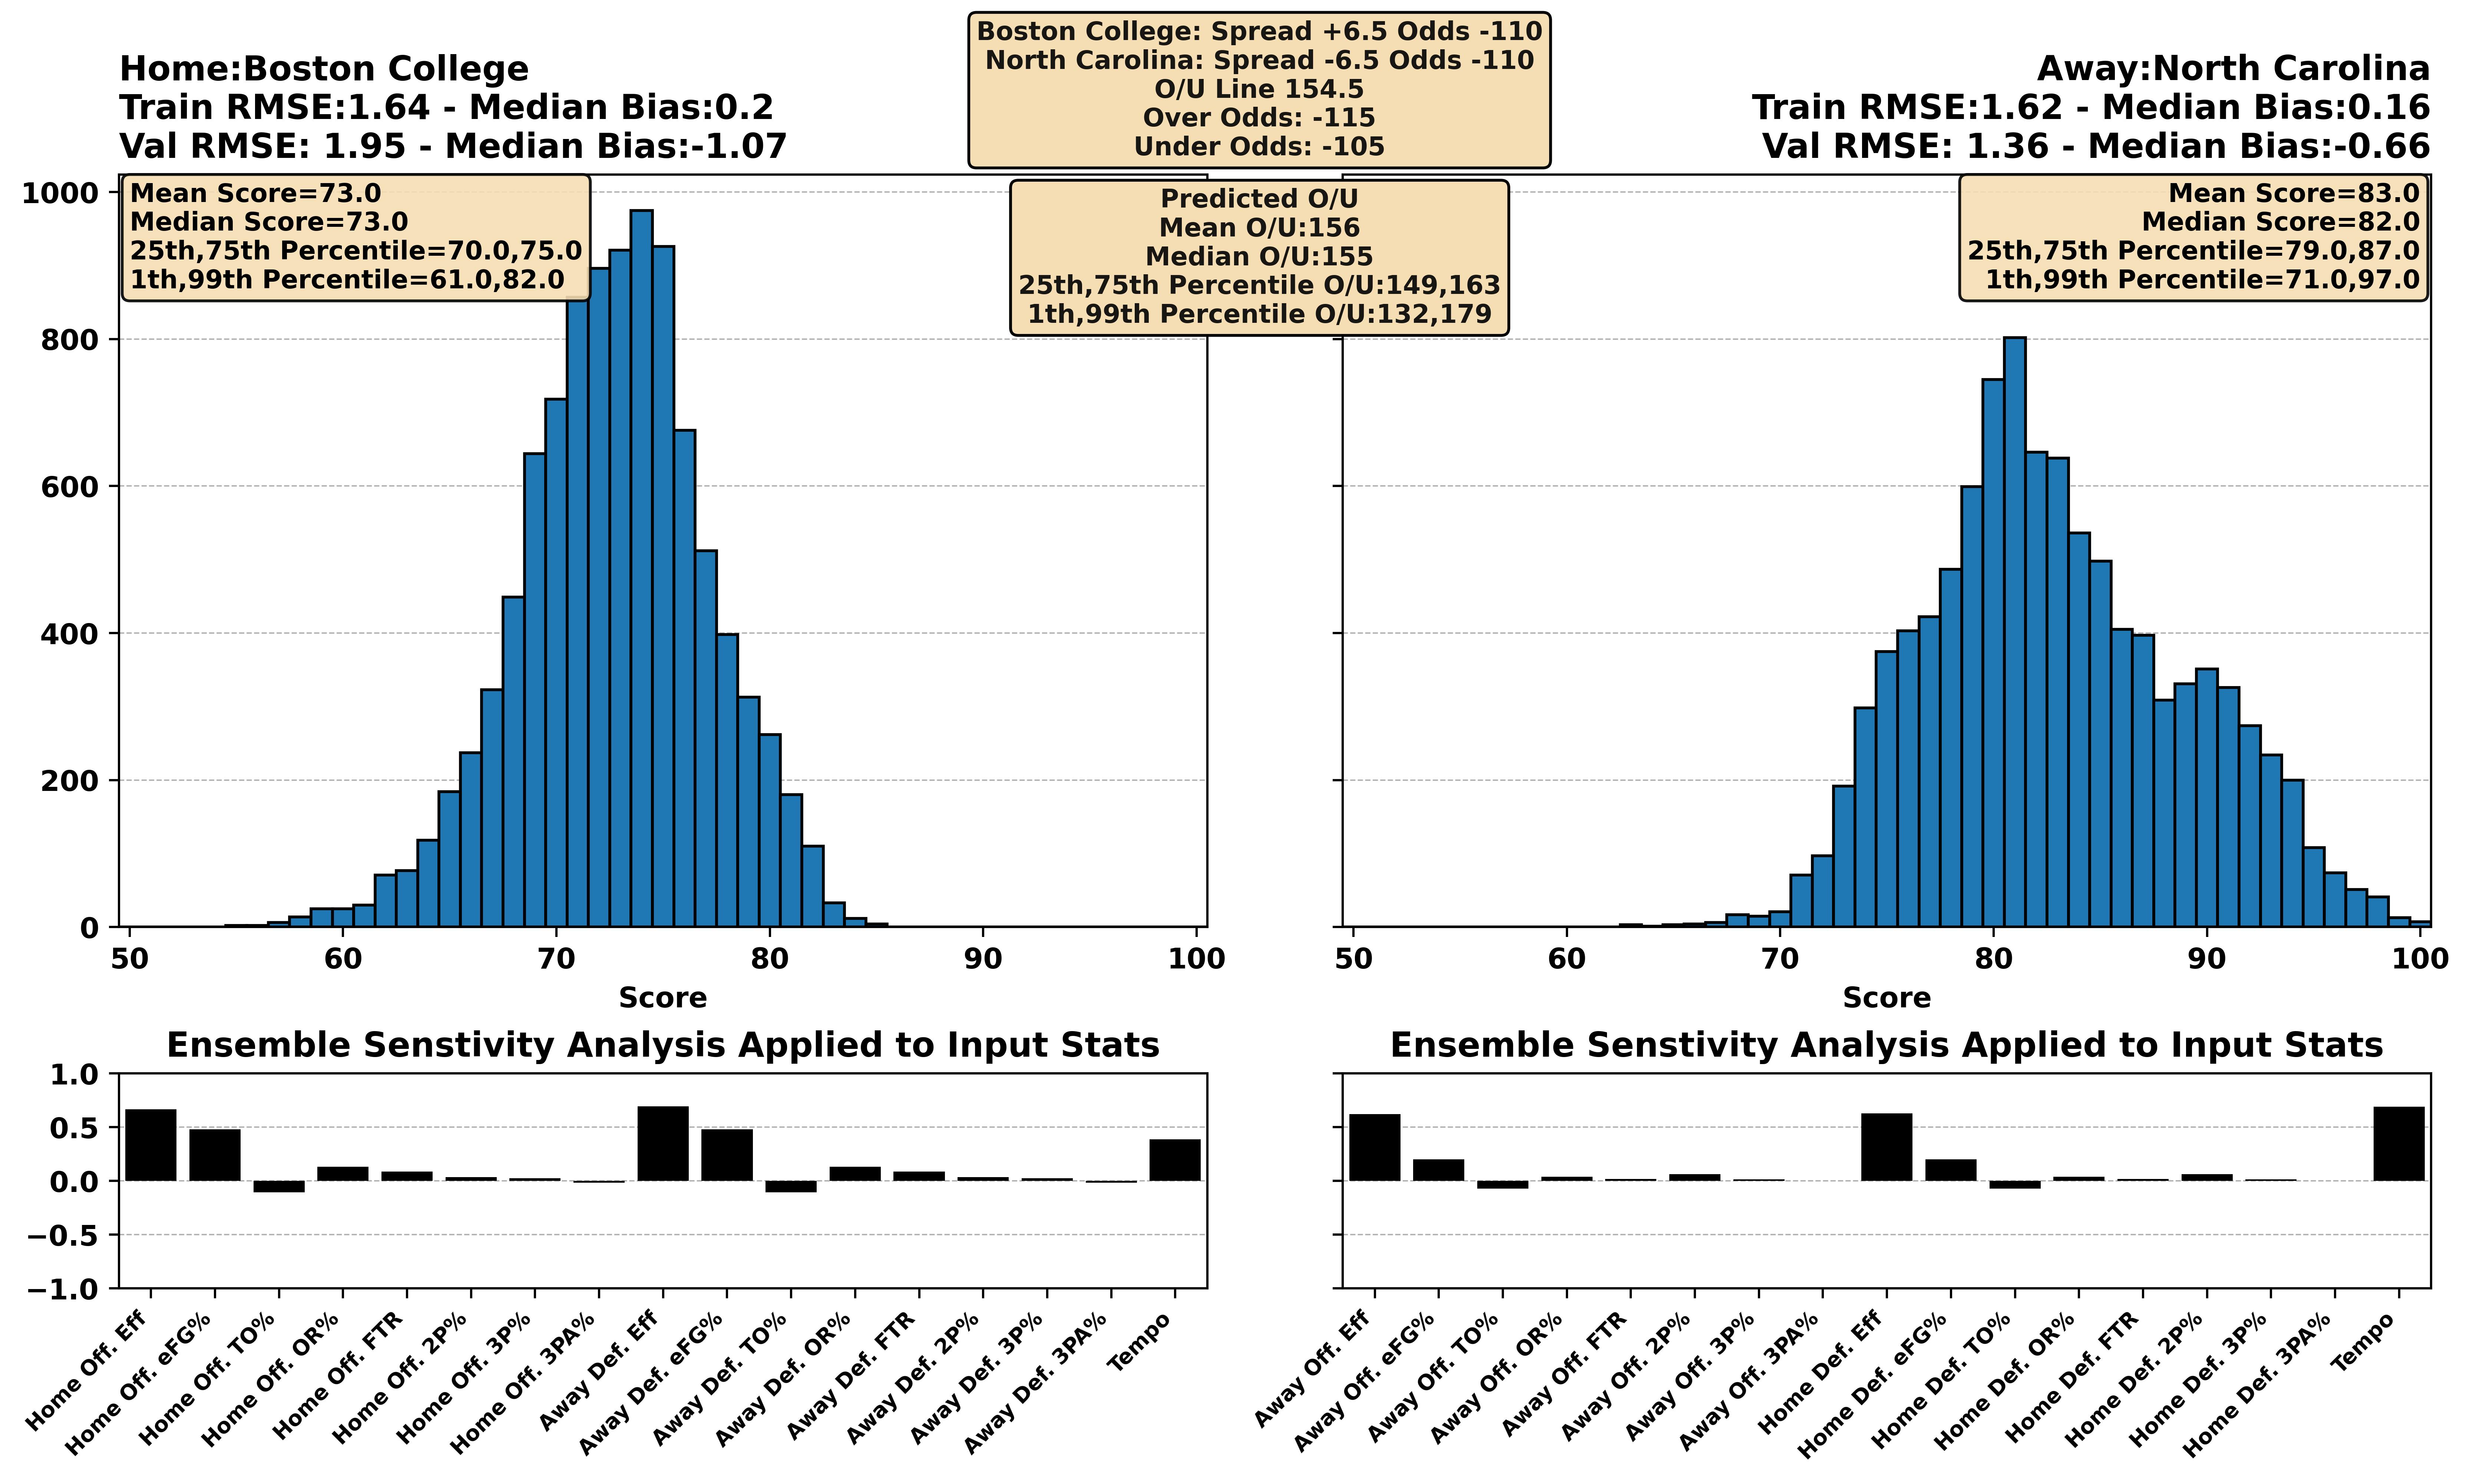 Boston College: Spread +6.5 Odds -110
North Carolina: Spread -6.5 Odds -110
O/U Line 154.5
Over Odds: -115
Under Odds: -105
Home:Boston College
Train RMSE:1.64 - Median Bias:0.2
Val RMSE: 1.95 - Median Bias:-1.07
Away:North Carolina
Train RMSE:1.62 - Median Bias:0.16
Val RMSE: 1.36 - Median Bias:-0.66
Mean Score=73.0
Median Score=73.0
25th,75th Percentile=70.0,75.0
1th,99th Percentile=61.0,82.0
Predicted O/U
Mean O/U:156
Median O/U:155
25th,75th Percentile O/U:149,163
1th,99th Percentile O/U:132,179
Mean Score=83.0
Median Score=82.0
25th,75th Percentile=79.0,87.0
1th,99th Percentile=71.0,97.0
1000
800
600
400
200
0
50 60 70 80 90 100
Score
50 60 70 80 90 100
Score
Ensemble Senstivity Analysis Applied to Input Stats
Ensemble Senstivity Analysis Applied to Input Stats
1.0
0.5
0.0
−0.5
−1.0
Home Off. Eff
Home Off. eFG%
Home Off. TO%
Home Off. OR%
Home Off. FTR
Home Off. 2P%
Home Off. 3P%
Home Off. 3PA%
Away Def. Eff
Away Def. eFG%
Away Def. TO%
Away Def. OR%
Away Def. FTR
Away Def. 2P%
Away Def. 3P%
Away Def. 3PA%
Tempo
Away Off. Eff
Away Off. eFG%
Away Off. TO%
Away Off. OR%
Away Off. FTR
Away Off. 2P%
Away Off. 3P%
Away Off. 3PA%
Home Def. Eff
Home Def. eFG%
Home Def. TO%
Home Def. OR%
Home Def. FTR
Home Def. 2P%
Home Def. 3P%
Home Def. 3PA%
Tempo